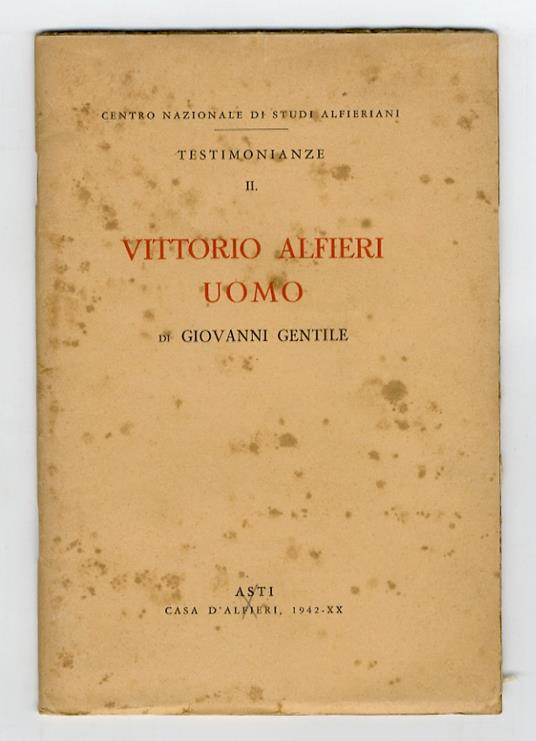 CENTRO NAZIONALE DI STUDI ALFIERIANI
TESTIMONIANZE
II.
VITTORIO ALFIERI
UOMO
DI GIOVANNI GENTILE
ASTI
CASA D'ALFIERI, 1942-XX